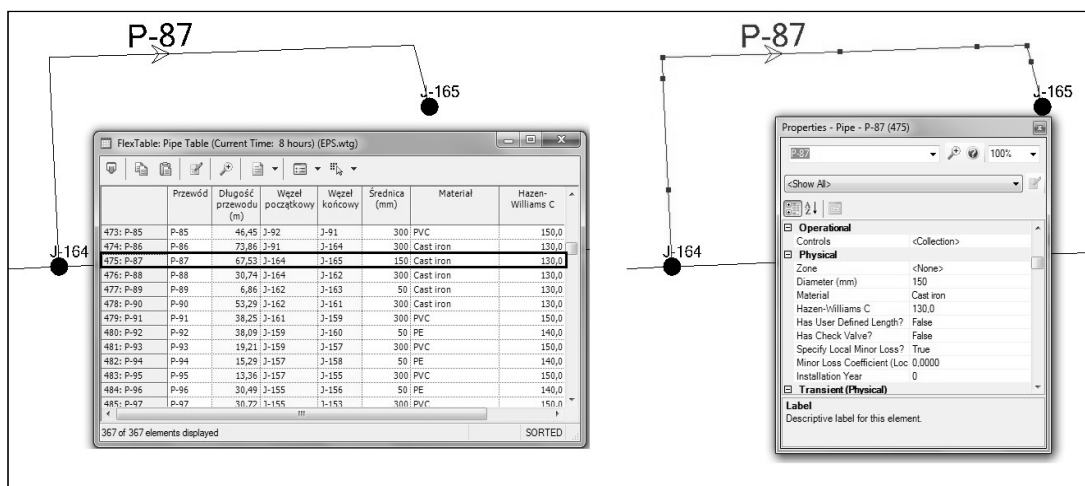 P-87
J-165
J-164
FlexTable: Pipe Table (Current Time: 8 hours) (EPS.wtg)
Przewód Długość przewodu (m) Węzeł początkowy Węzeł końcowy Średnica (mm) Materiał Hazen-Williams C
473: P-85 P-85 46,45 J-92 J-91 300 PVC 150,0
474: P-86 P-86 73,86 J-91 J-164 300 Cast iron 130,0
475: P-87 P-87 67,53 J-164 J-165 150 Cast iron 130,0
476: P-88 P-88 30,74 J-164 J-162 300 Cast iron 130,0
477: P-89 P-89 6,86 J-162 J-163 50 Cast iron 130,0
478: P-90 P-90 53,29 J-162 J-161 300 Cast iron 130,0
479: P-91 P-91 38,25 J-161 J-159 300 PVC 150,0
480: P-92 P-92 38,09 J-159 J-160 50 PE 140,0
481: P-93 P-93 19,21 J-159 J-157 300 PVC 150,0
482: P-94 P-94 15,29 J-157 J-158 50 PE 140,0
483: P-95 P-95 13,36 J-157 J-155 300 PVC 150,0
484: P-96 P-96 30,49 J-155 J-156 50 PE 140,0
485: P-97 P-97 30,72 J-155 J-153 300 PVC 150,0
367 of 367 elements displayed SORTED
P-87
J-165
J-164
Properties - Pipe - P-87 (475)
P-87 100%
<Show All>
Operational
Controls <Collection>
Physical
Zone <None>
Diameter (mm) 150
Material Cast iron
Hazen-Williams C 130,0
Has User Defined Length? False
Has Check Valve? False
Specify Local Minor Loss? True
Minor Loss Coefficient (Loc 0,0000
Installation Year 0
Transient (Physical)
Label
Descriptive label for this element.